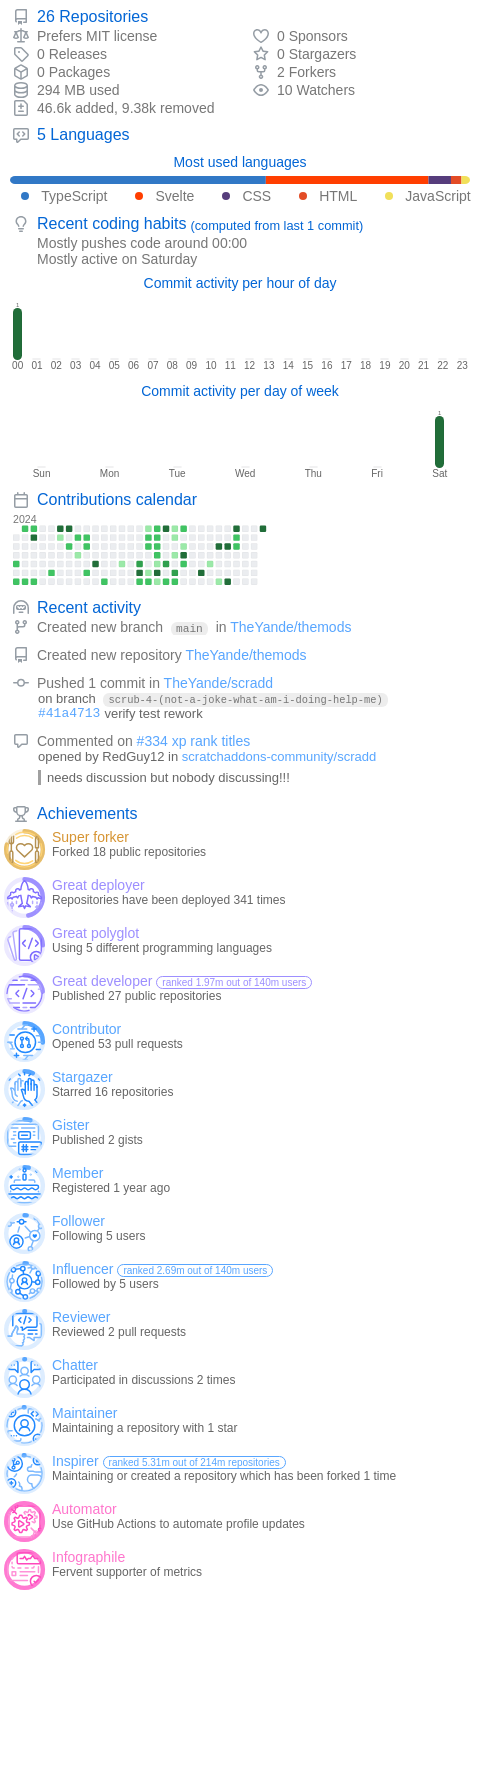 26 Repositories
Prefers MIT license
0 Sponsors
0 Releases
0 Stargazers
0 Packages
2 Forkers
294 MB used
10 Watchers
46.6k added, 9.38k removed
5 Languages
Most used languages
TypeScript Svelte CSS HTML JavaScript
Recent coding habits (computed from last 1 commit)
Mostly pushes code around 00:00
Mostly active on Saturday
Commit activity per hour of day
1
00 01 02 03 04 05 06 07 08 09 10 11 12 13 14 15 16 17 18 19 20 21 22 23
Commit activity per day of week
1
Sun Mon Tue Wed Thu Fri Sat
Contributions calendar
2024
Recent activity
Created new branch main in TheYande/themods
Created new repository TheYande/themods
Pushed 1 commit in TheYande/scradd
on branch scrub-4-(not-a-joke-what-am-i-doing-help-me)
#41a4713 verify test rework
Commented on #334 xp rank titles
opened by RedGuy12 in scratchaddons-community/scradd
needs discussion but nobody discussing!!!
Achievements
Super forker
Forked 18 public repositories
Great deployer
Repositories have been deployed 341 times
Great polyglot
Using 5 different programming languages
Great developer ranked 1.97m out of 140m users
Published 27 public repositories
Contributor
Opened 53 pull requests
Stargazer
Starred 16 repositories
Gister
Published 2 gists
Member
Registered 1 year ago
Follower
Following 5 users
Influencer ranked 2.69m out of 140m users
Followed by 5 users
Reviewer
Reviewed 2 pull requests
Chatter
Participated in discussions 2 times
Maintainer
Maintaining a repository with 1 star
Inspirer ranked 5.31m out of 214m repositories
Maintaining or created a repository which has been forked 1 time
Automator
Use GitHub Actions to automate profile updates
Infographile
Fervent supporter of metrics